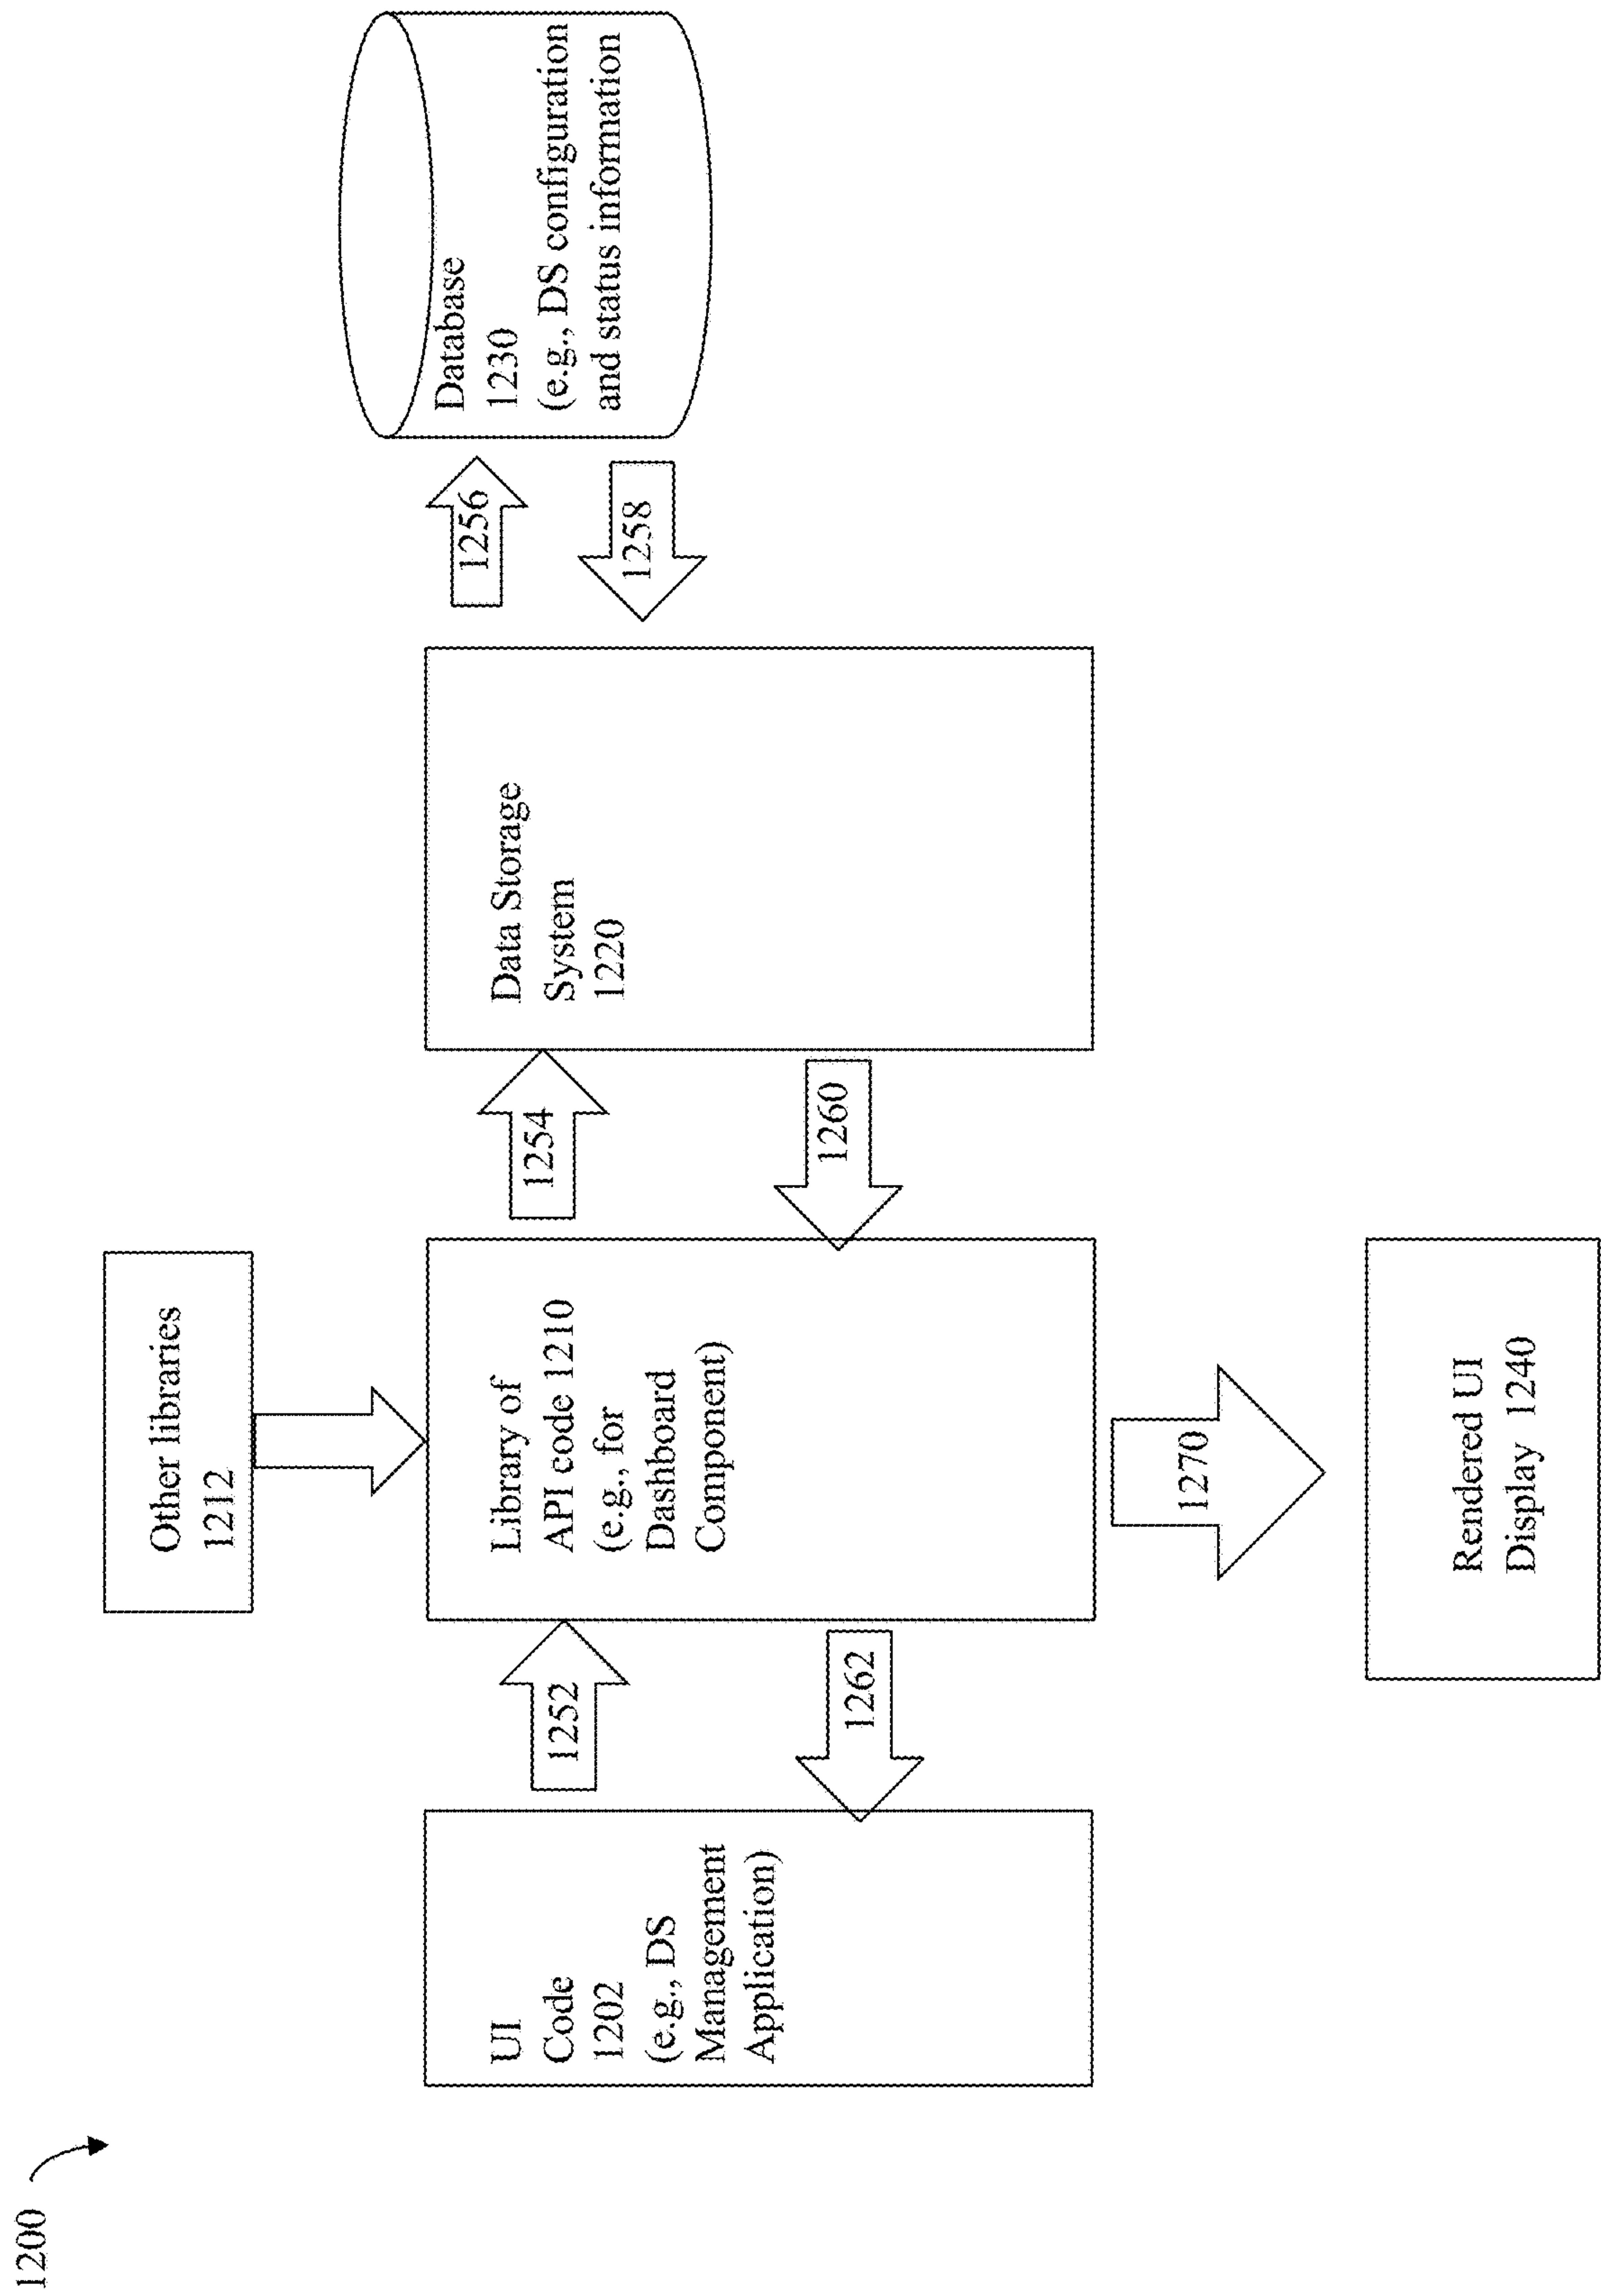 1200
Other libraries
1212
UI
Code
1202
(e.g., DS
Management
Application)
1252
1262
Library of
API code 1210
(e.g., for
Dashboard
Component)
1254
1260
Data Storage
System
1220
1256
1258
Database
1230
(e.g., DS configuration
and status information
1270
Rendered UI
Display 1240